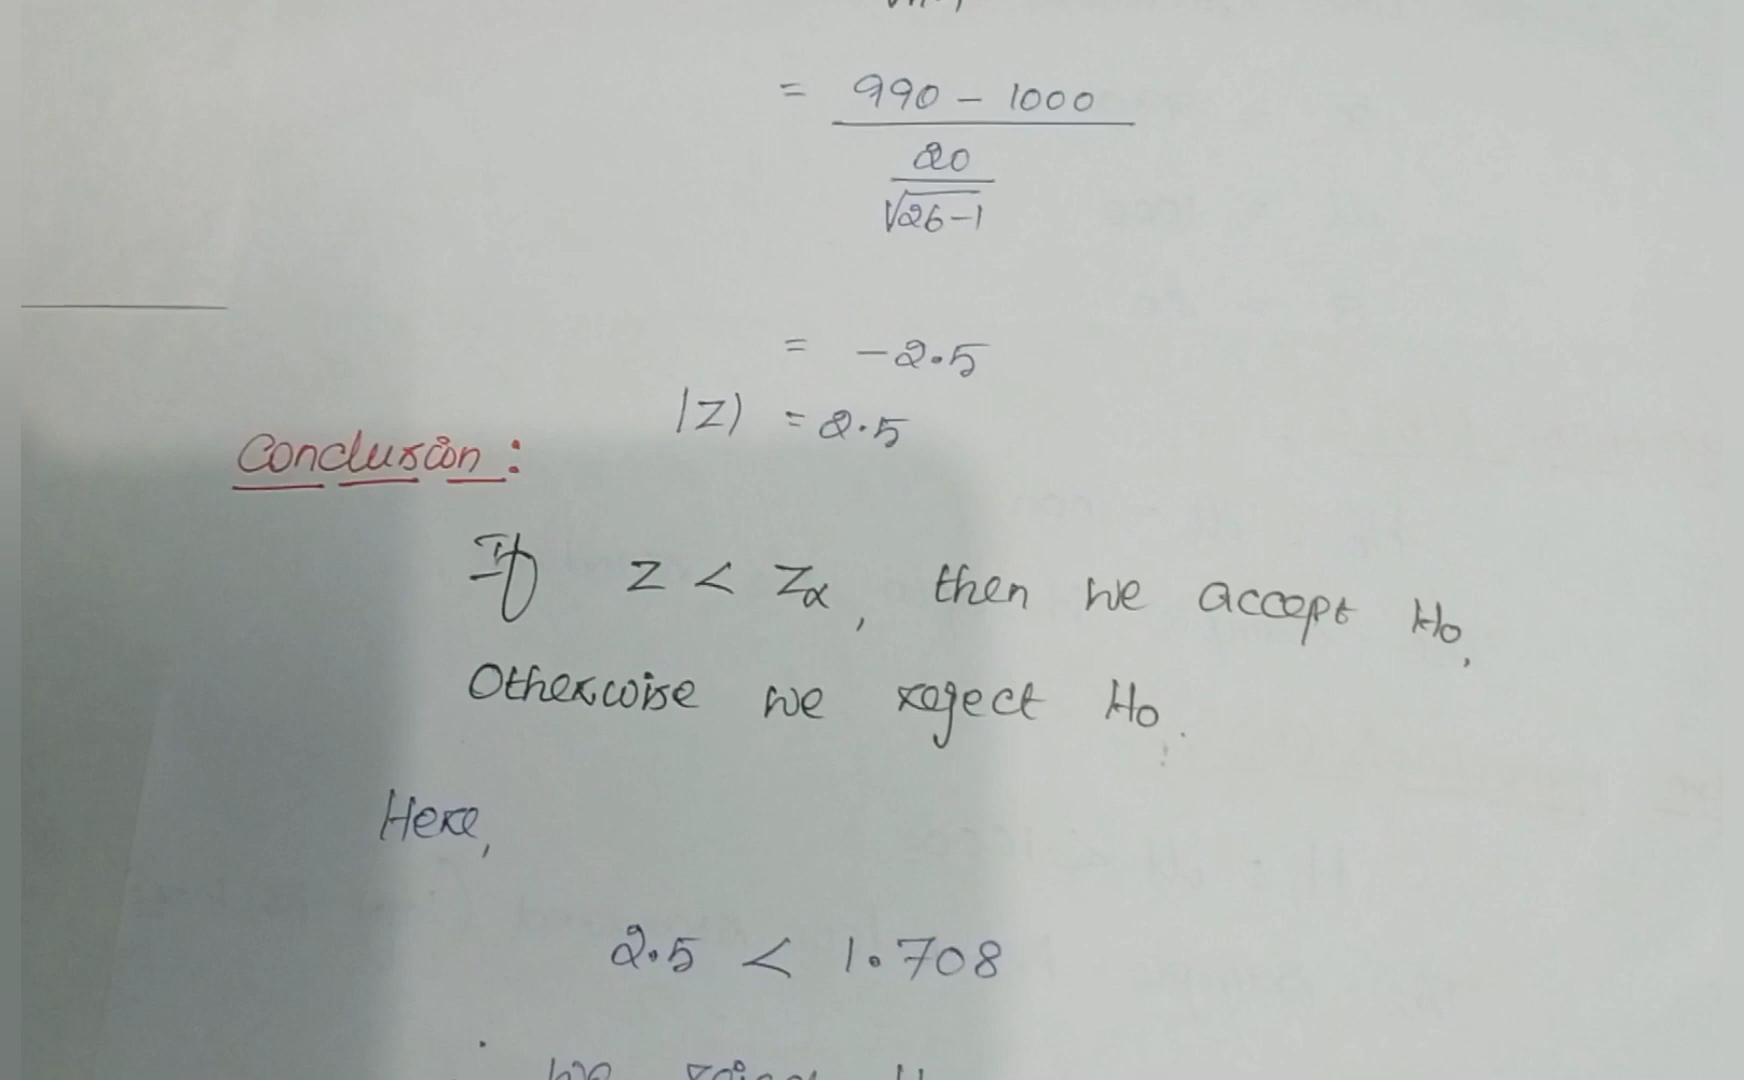 = 990 - 1000
20
√26-1
= -2.5
|Z| = 2.5
Conclusion:
If Z < Zα, then we accept H₀,
Otherwise we reject H₀.
Here,
2.5 < 1.708